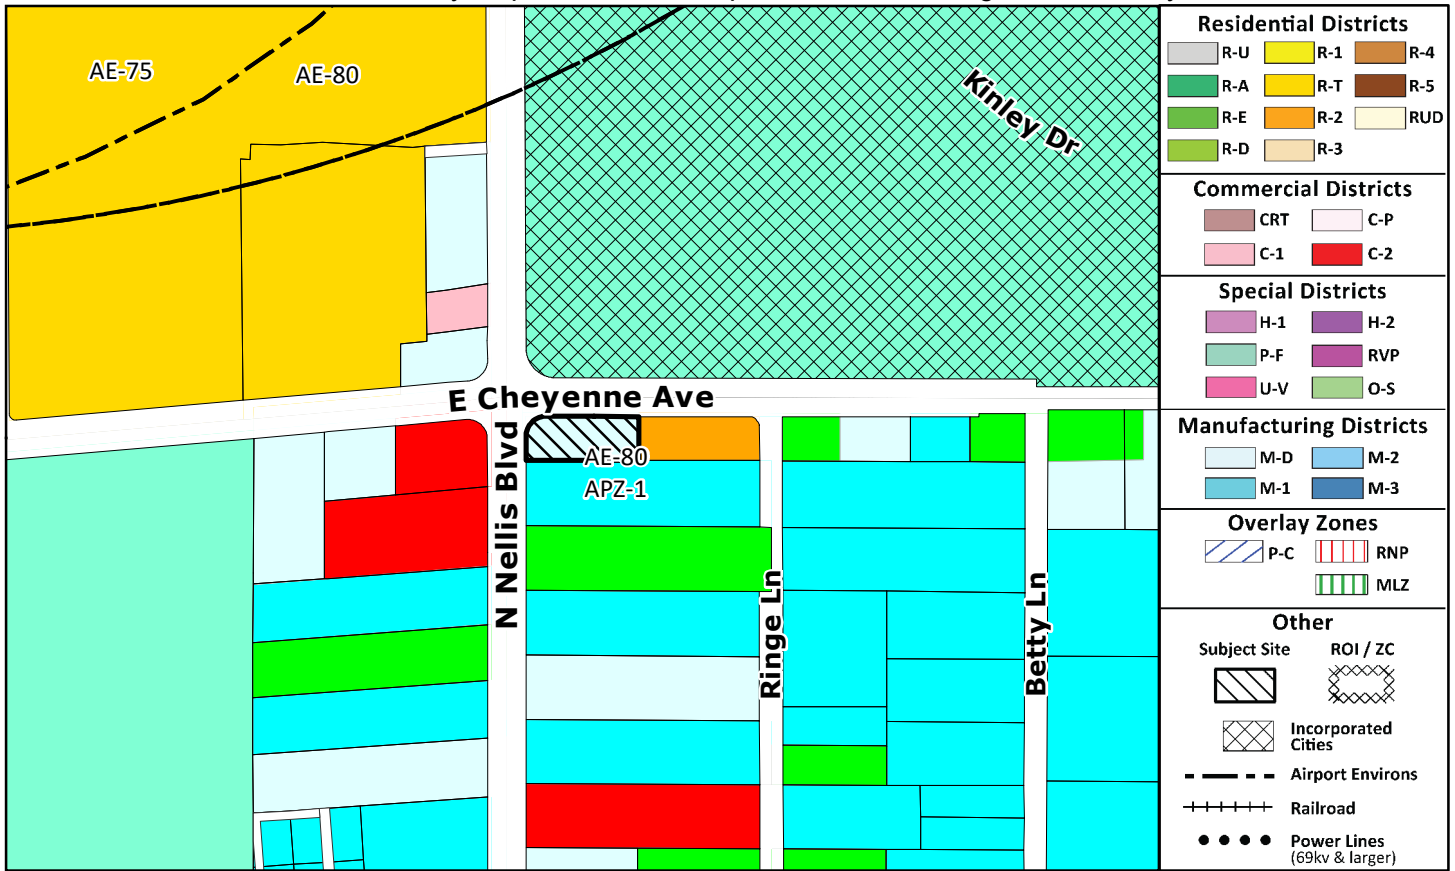 AE-75
AE-80
Kinley Dr
E Cheyenne Ave
N Nellis Blvd
AE-80
APZ-1
Ringe Ln
Betty Ln
Residential Districts
R-U
R-1
R-4
R-A
R-T
R-5
R-E
R-2
RUD
R-D
R-3
Commercial Districts
CRT
C-P
C-1
C-2
Special Districts
H-1
H-2
P-F
RVP
U-V
O-S
Manufacturing Districts
M-D
M-2
M-1
M-3
Overlay Zones
P-C
RNP
MLZ
Other
Subject Site
ROI / ZC
Incorporated
Cities
Airport Environs
Railroad
Power Lines
(69kv & larger)